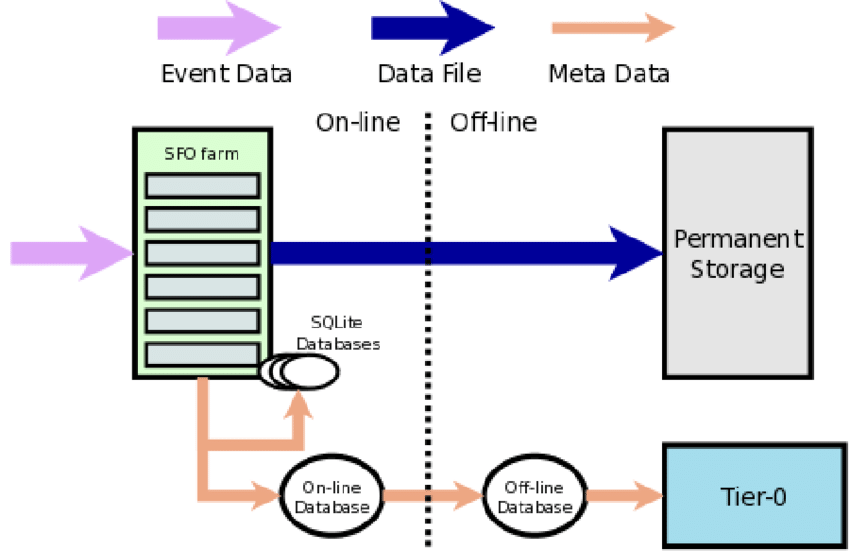 Event Data
Data File
Meta Data
On-line
Off-line
SFO farm
Permanent
Storage
SQLite
Databases
On-line
Database
Off-line
Database
Tier-0